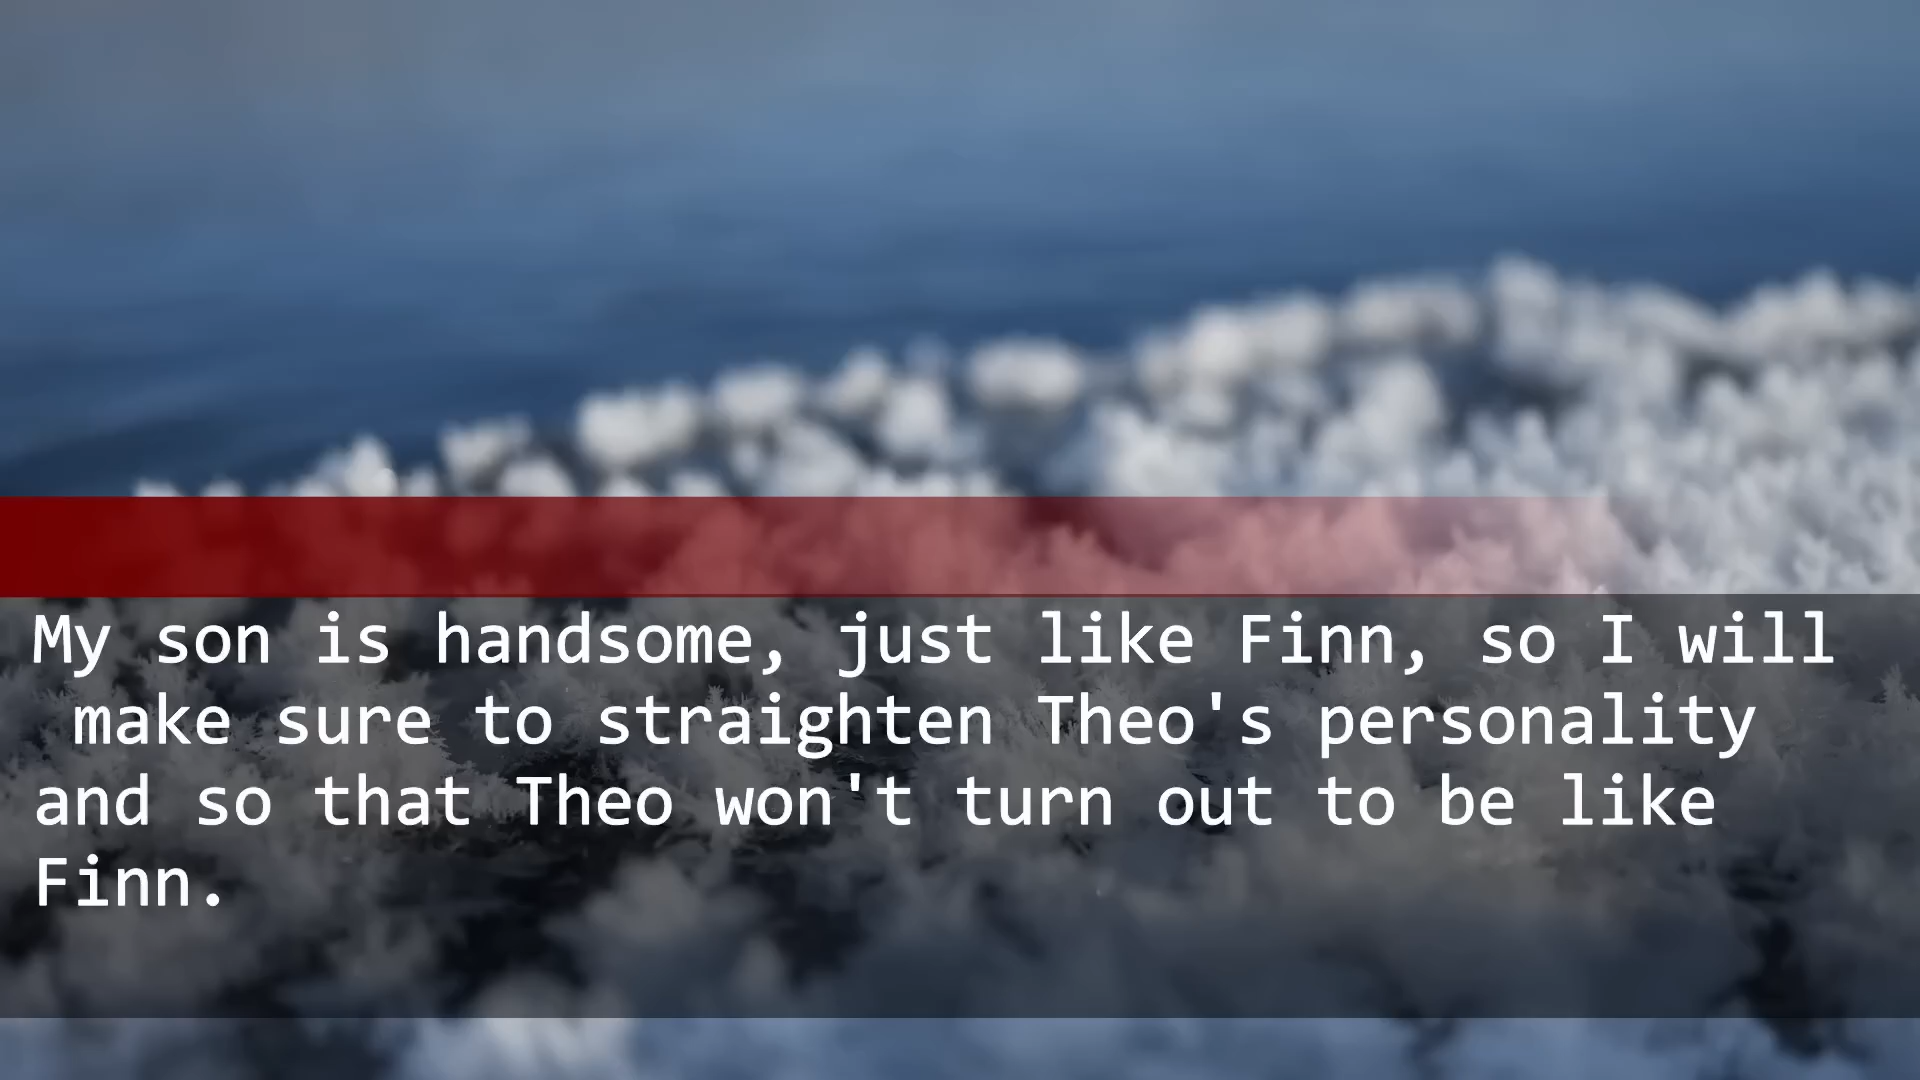 My son is handsome, just like Finn, so I will
make sure to straighten Theo's personality
and so that Theo won't turn out to be like
Finn.